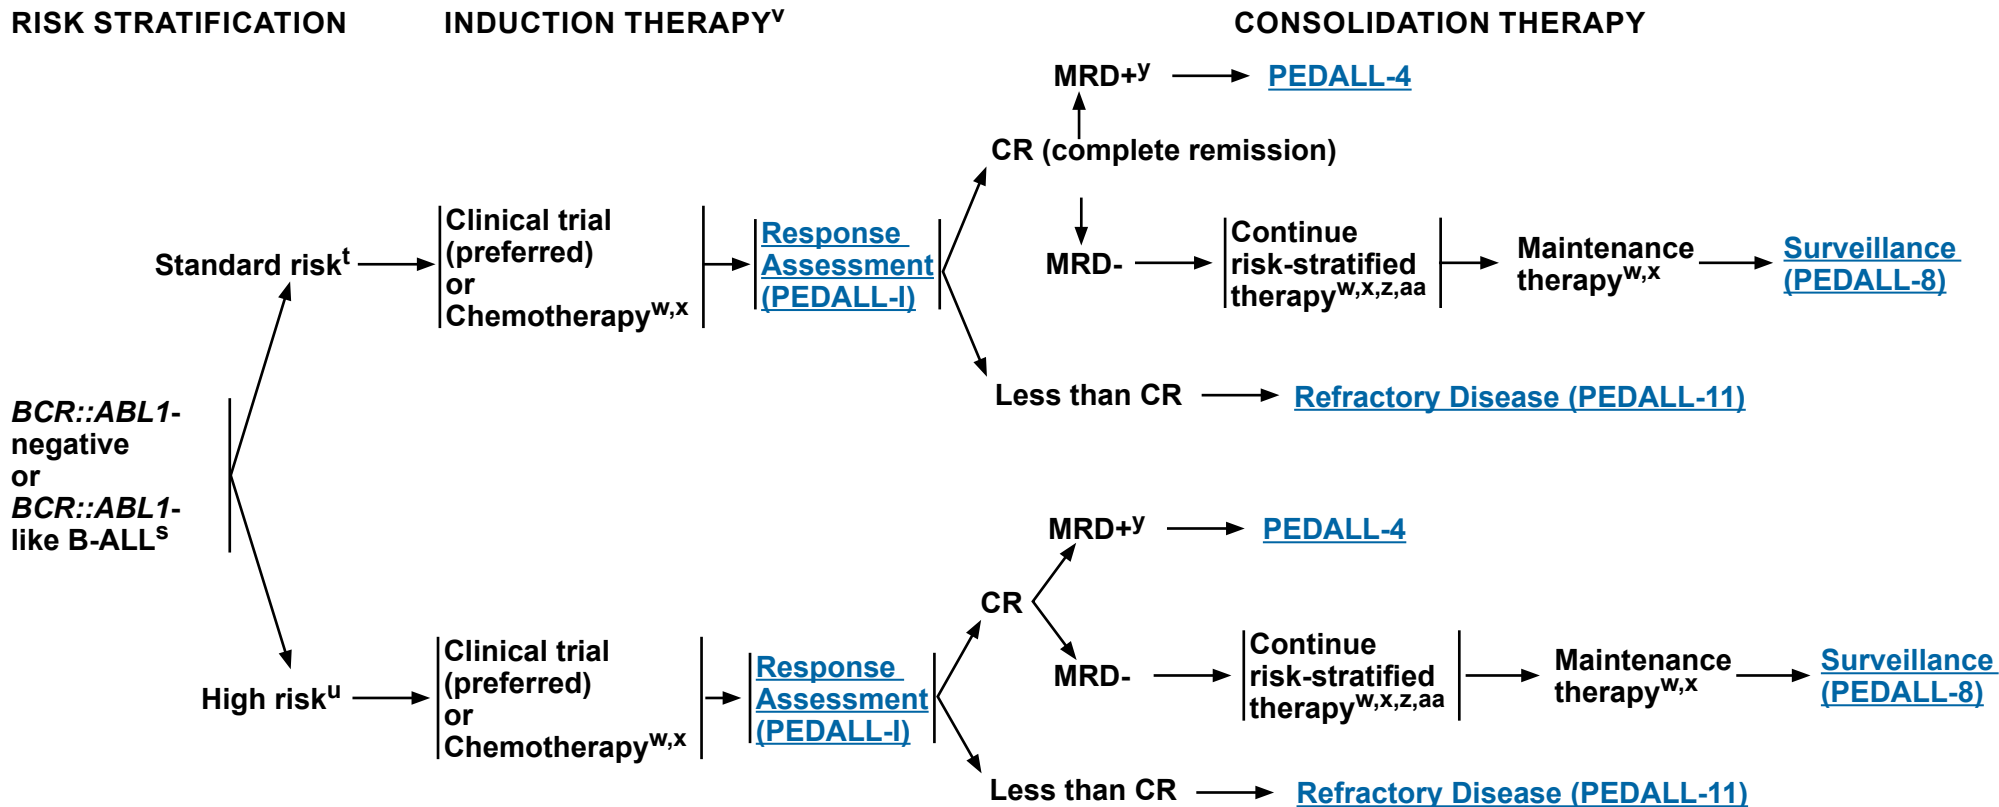 RISK STRATIFICATION
INDUCTION THERAPYv
CONSOLIDATION THERAPY
MRD+y
PEDALL-4
CR (complete remission)
Standard riskt
Clinical trial
(preferred)
or
Chemotherapyw,x
Response
Assessment
(PEDALL-I)
MRD-
Continue
risk-stratified
therapyw,x,z,aa
Maintenance
therapyw,x
Surveillance
(PEDALL-8)
Less than CR
Refractory Disease (PEDALL-11)
BCR::ABL1-
negative
or
BCR::ABL1-
like B-ALLs
MRD+y
PEDALL-4
CR
High risku
Clinical trial
(preferred)
or
Chemotherapyw,x
Response
Assessment
(PEDALL-I)
MRD-
Continue
risk-stratified
therapyw,x,z,aa
Maintenance
therapyw,x
Surveillance
(PEDALL-8)
Less than CR
Refractory Disease (PEDALL-11)